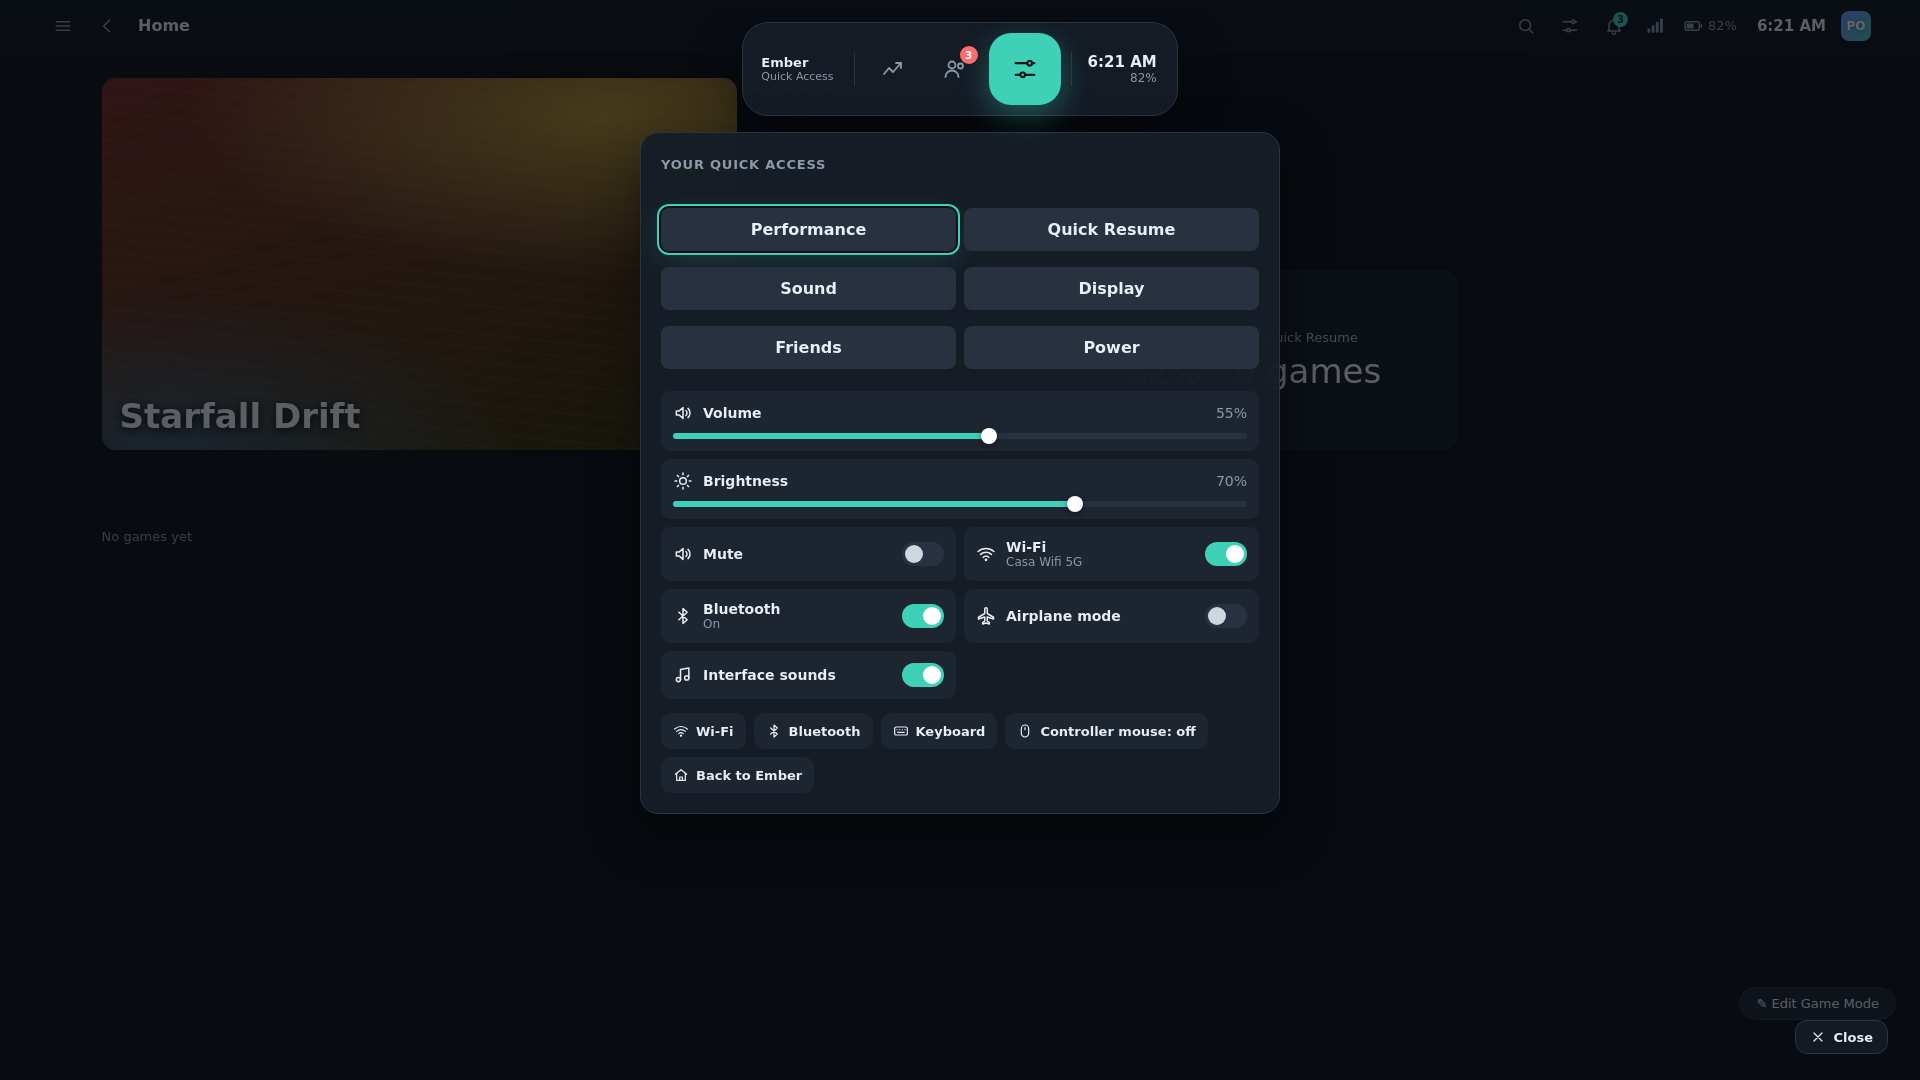 Home
3
82%
6:21 AM
PO
Ember
Quick Access
3
6:21 AM
82%
YOUR QUICK ACCESS
Performance
Quick Resume
Sound
Display
Friends
Power
Starfall Drift
Quick Resume
games
Volume
55%
Brightness
70%
No games yet
Mute
Wi-Fi
Casa Wifi 5G
Bluetooth
On
Airplane mode
Interface sounds
Wi-Fi
Bluetooth
Keyboard
Controller mouse: off
Back to Ember
✎ Edit Game Mode
Close